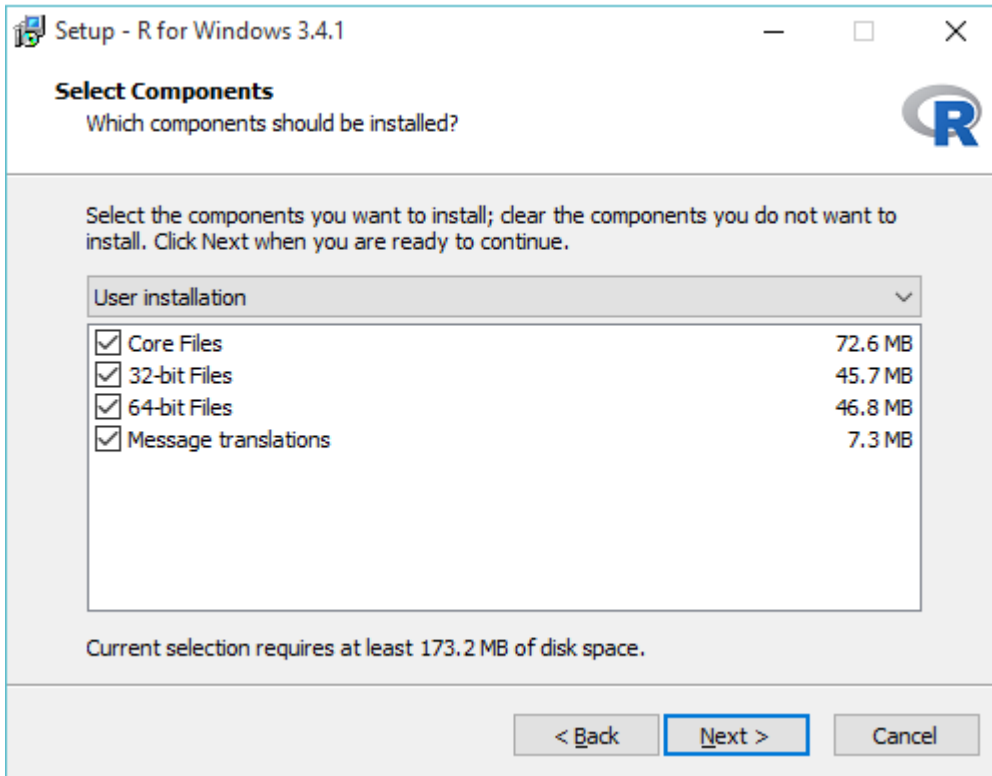 Setup - R for Windows 3.4.1
Select Components
Which components should be installed?
R
Select the components you want to install; clear the components you do not want to
install. Click Next when you are ready to continue.
User installation
Core Files 72.6 MB
32-bit Files 45.7 MB
64-bit Files 46.8 MB
Message translations 7.3 MB
Current selection requires at least 173.2 MB of disk space.
< Back Next > Cancel